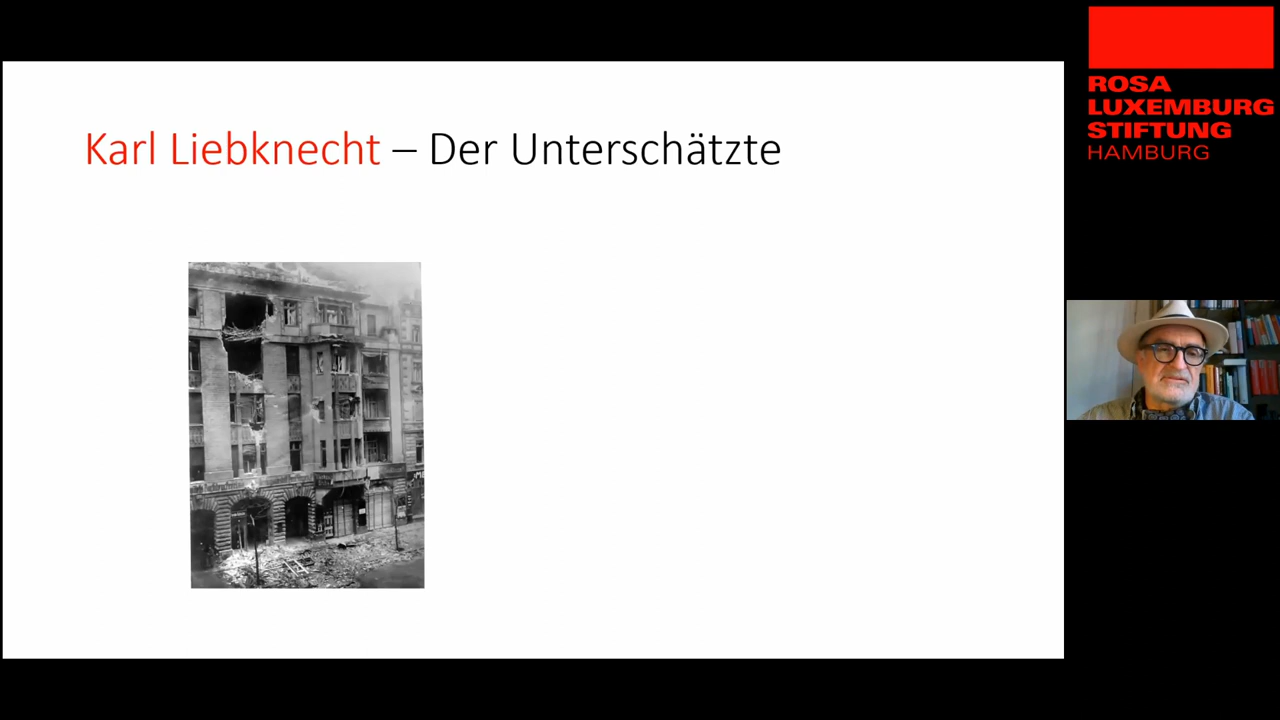 Karl Liebknecht – Der Unterschätzte
ROSA
LUXEMBURG
STIFTUNG
HAMBURG